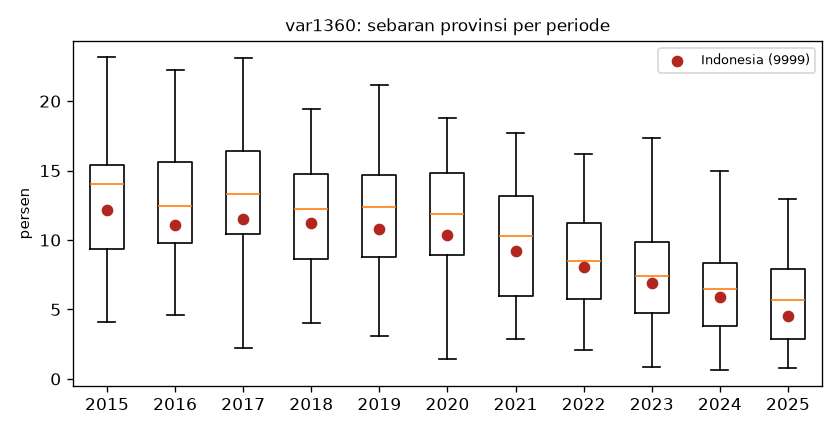 var1360: sebaran provinsi per periode
Indonesia (9999)
persen
20
15
10
5
0
2015 2016 2017 2018 2019 2020 2021 2022 2023 2024 2025